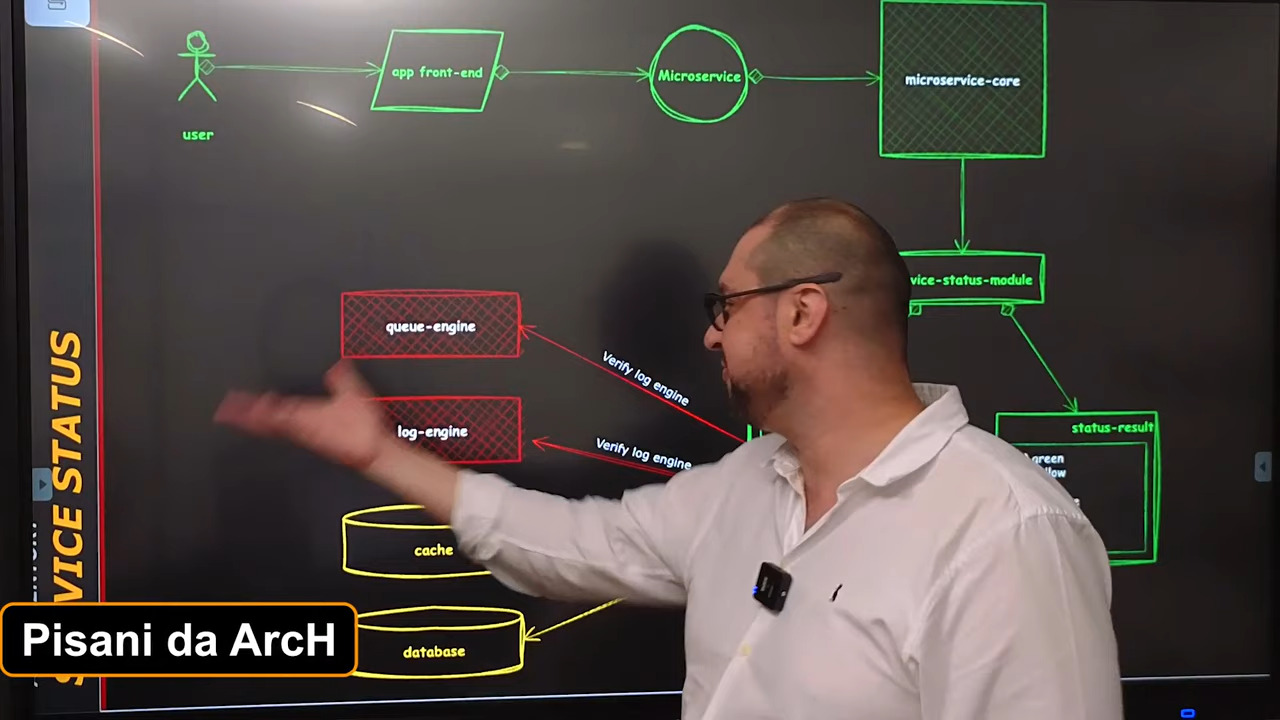 user
app front-end
Microservice
microservice-core
vice-status-module
queue-engine
Verify log engine
log-engine
Verify log engine
status-result
green
cache
database
VICE STATUS
Pisani da ArcH